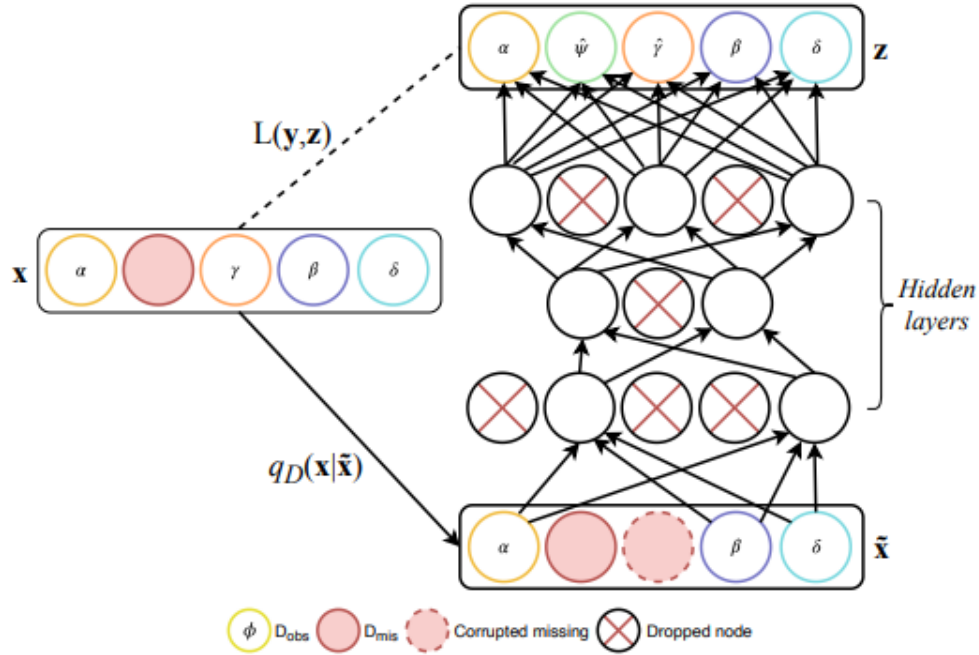 α ψ̂ γ̂ β δ z
L(y,z)
x α γ β δ
Hidden
layers
q_D(x|x̃)
α β δ x̃
ϕ D_obs D_mis Corrupted missing Dropped node